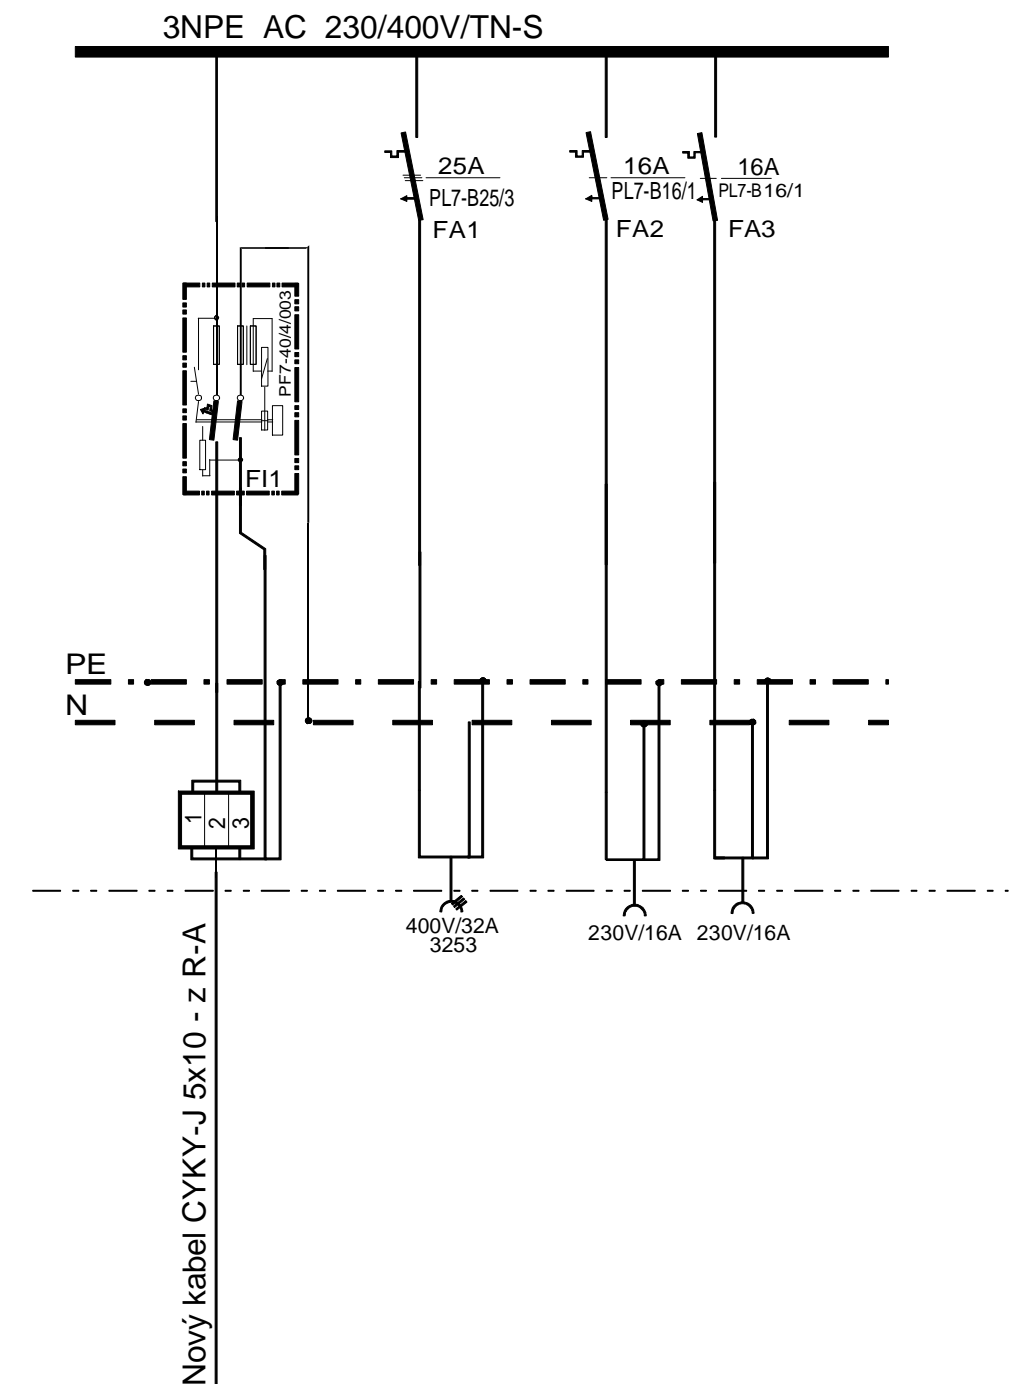 3NPE AC 230/400V/TN-S
25A
PL7-B25/3
FA1
16A
PL7-B16/1
FA2
16A
PL7-B16/1
FA3
PF7-40/4/003
FI1
PE
N
1
2
3
400V/32A
3253
230V/16A
230V/16A
Nový kabel CYKY-J 5x10 - z R-A